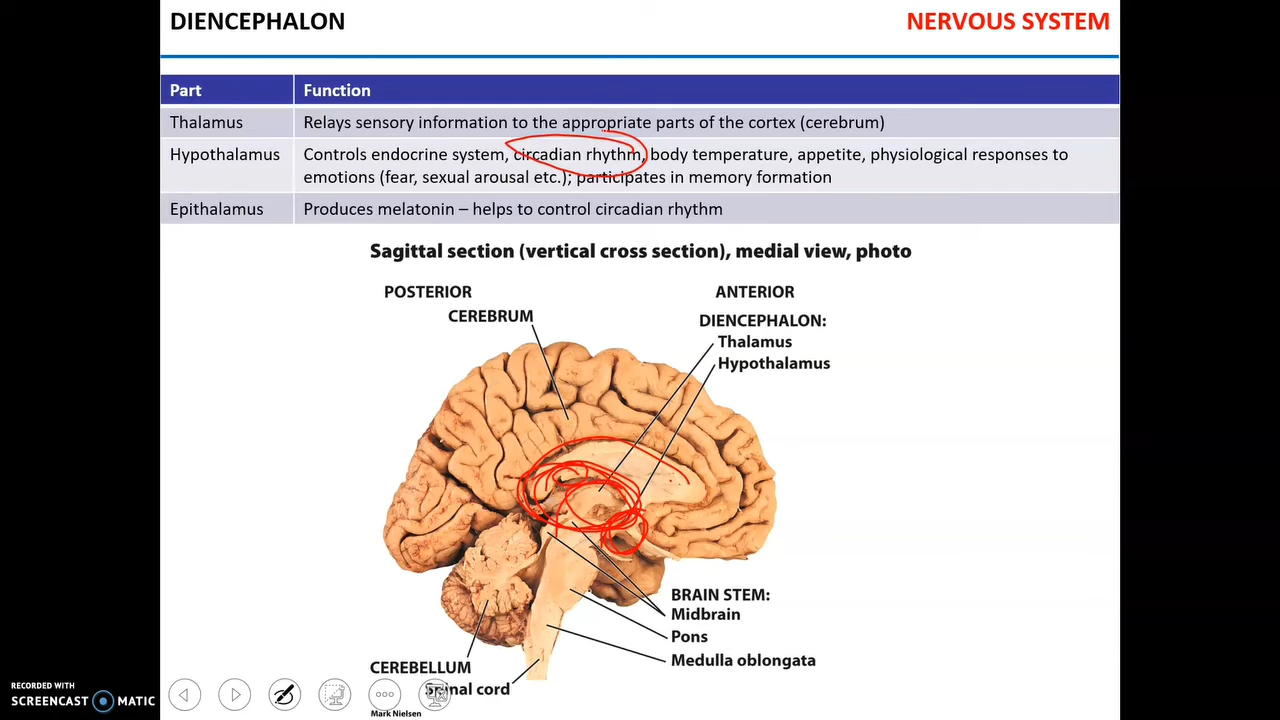 DIENCEPHALON
NERVOUS SYSTEM
Part
Function
Thalamus
Relays sensory information to the appropriate parts of the cortex (cerebrum)
Hypothalamus
Controls endocrine system, circadian rhythm, body temperature, appetite, physiological responses to
emotions (fear, sexual arousal etc.); participates in memory formation
Epithalamus
Produces melatonin – helps to control circadian rhythm
Sagittal section (vertical cross section), medial view, photo
POSTERIOR
ANTERIOR
CEREBRUM
DIENCEPHALON:
Thalamus
Hypothalamus
BRAIN STEM:
Midbrain
Pons
Medulla oblongata
CEREBELLUM
Spinal cord
Mark Nielsen
RECORDED WITH
SCREENCAST MATIC